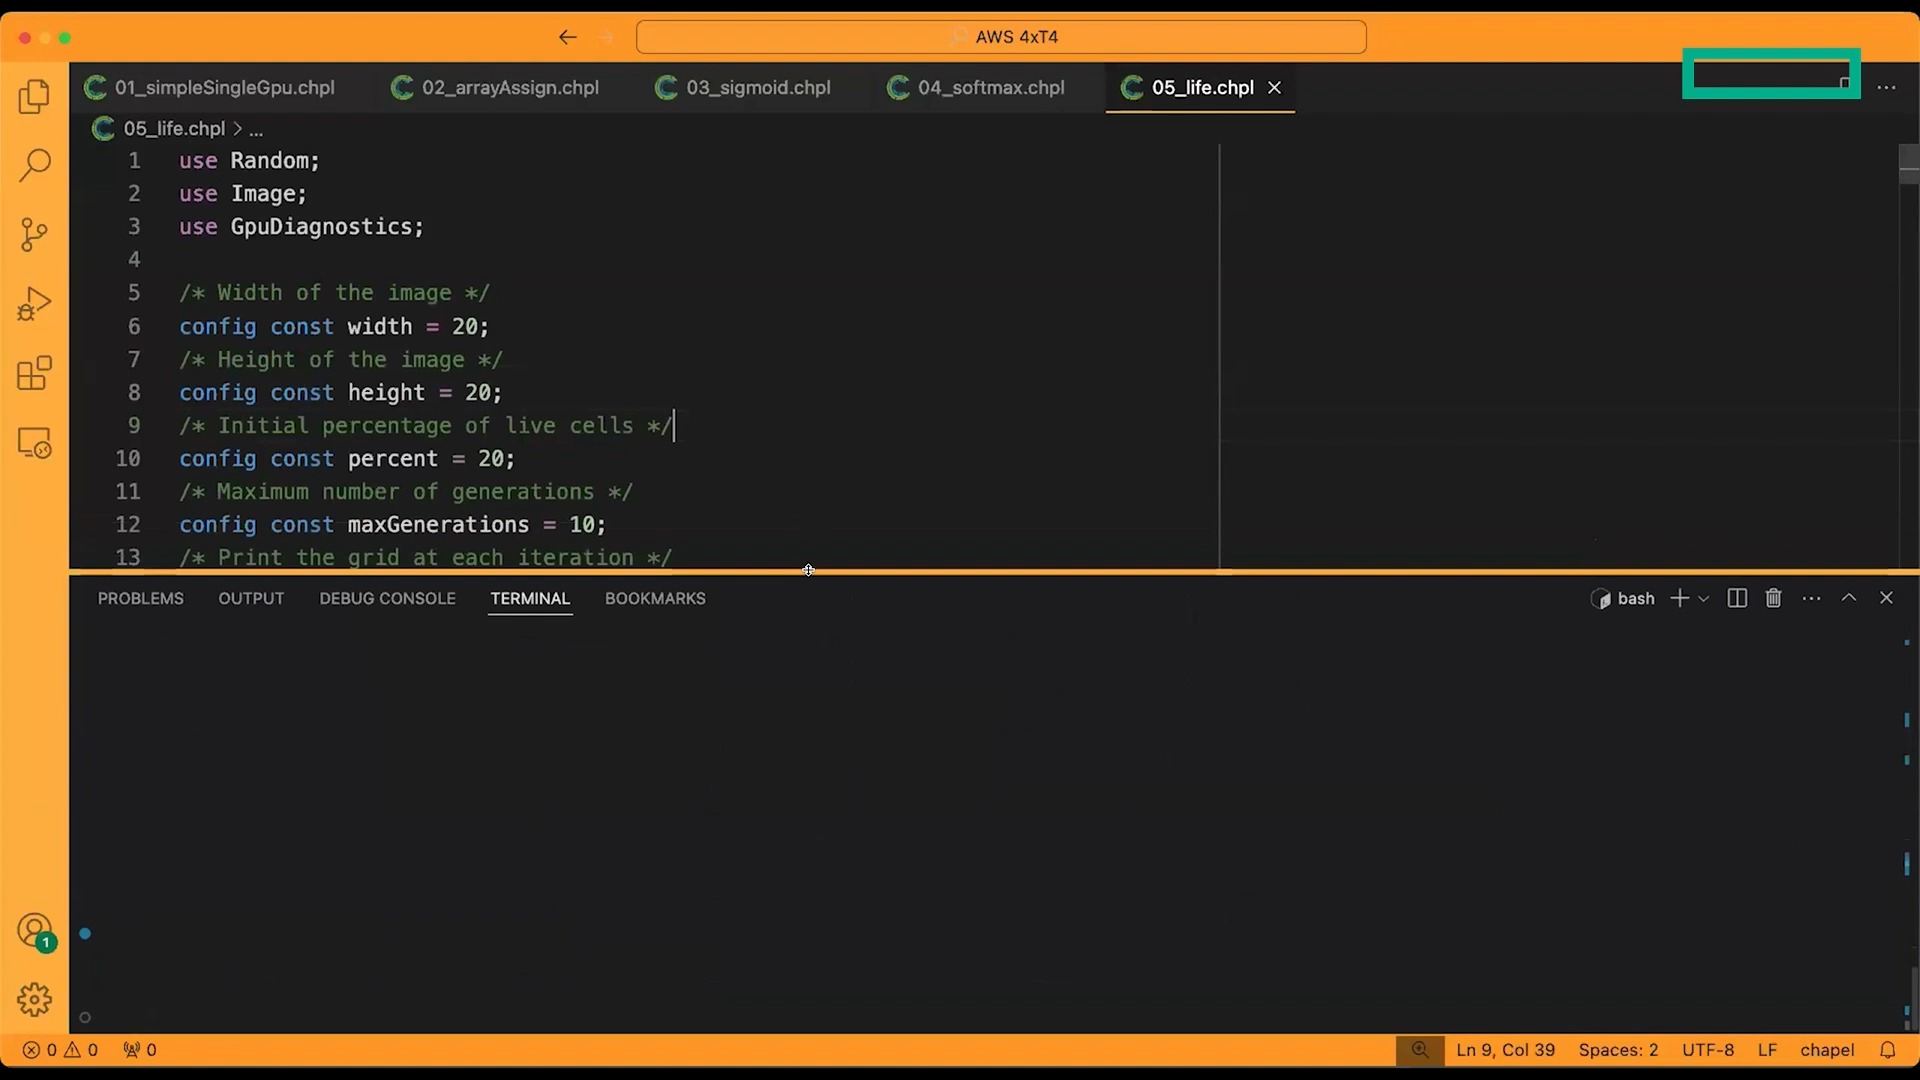 AWS 4xT4
01_simpleSingleGpu.chpl 02_arrayAssign.chpl 03_sigmoid.chpl 04_softmax.chpl 05_life.chpl
05_life.chpl > ...
1 use Random;
2 use Image;
3 use GpuDiagnostics;
4
5 /* Width of the image */
6 config const width = 20;
7 /* Height of the image */
8 config const height = 20;
9 /* Initial percentage of live cells */
10 config const percent = 20;
11 /* Maximum number of generations */
12 config const maxGenerations = 10;
13 /* Print the grid at each iteration */
PROBLEMS OUTPUT DEBUG CONSOLE TERMINAL BOOKMARKS bash
1
0 0 0 Ln 9, Col 39 Spaces: 2 UTF-8 LF chapel